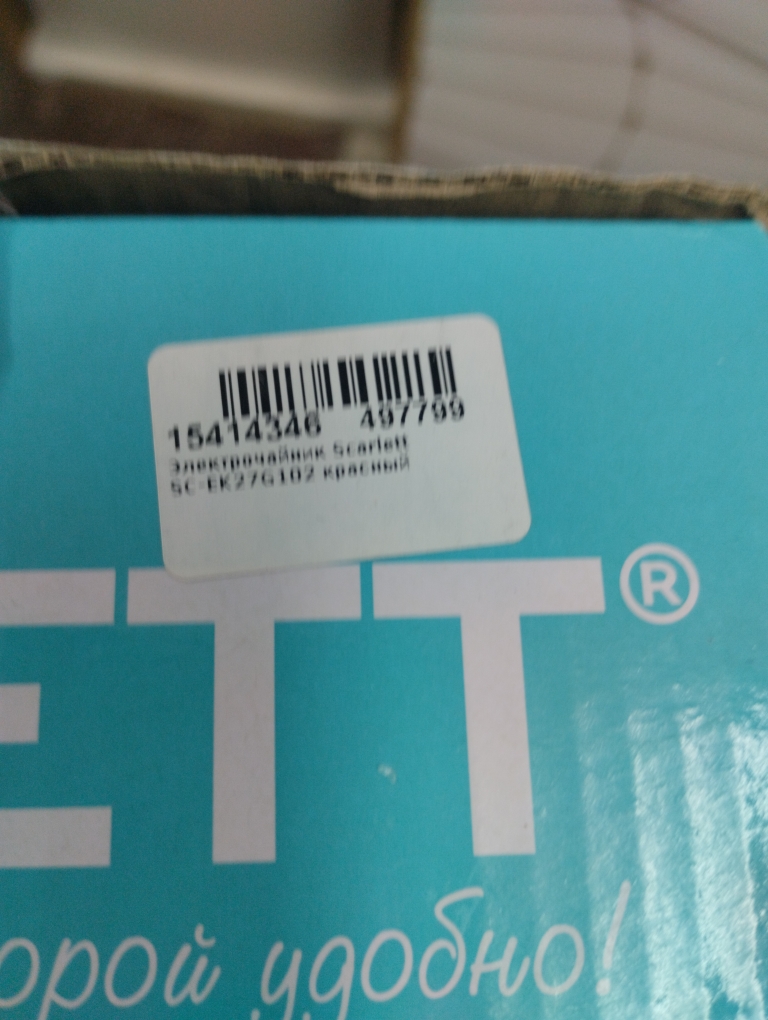 15414346 497799
Электрочайник Scarlett
SC-EK27G102 красный
ETT®
орой удобно!